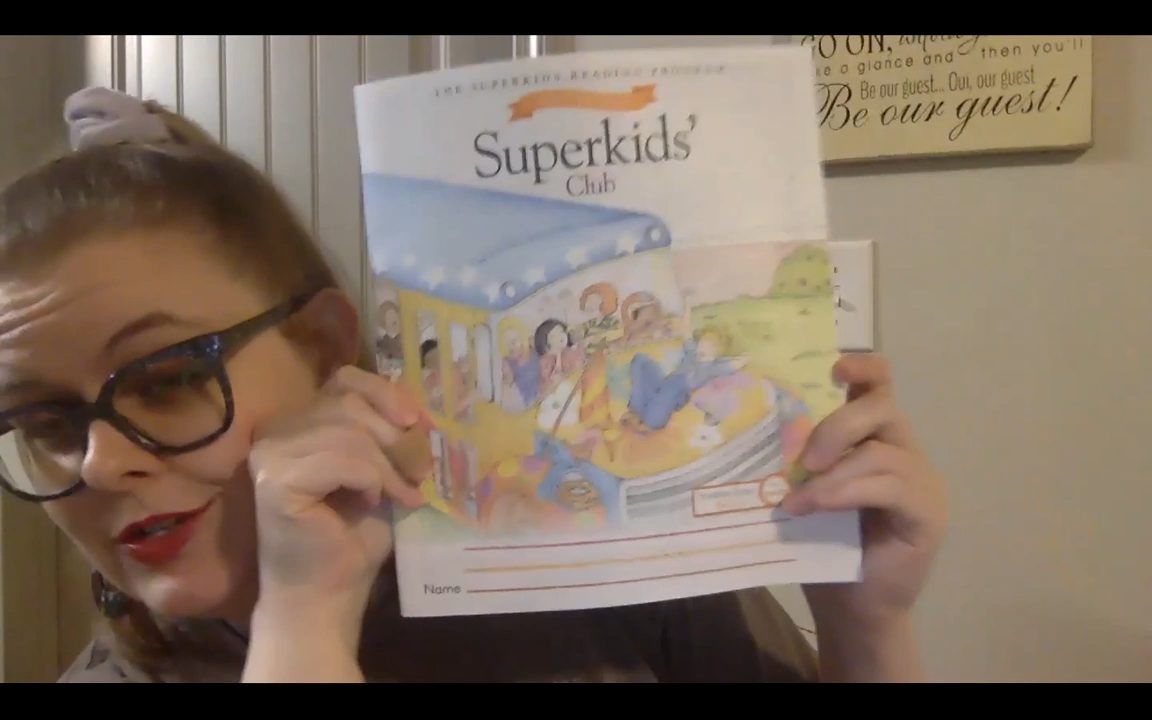 THE SUPERKIDS READING PROGRAM
Superkids'
Club
Name
GO ON,
a glance and then you'll
Be our guest... Oui, our guest
Be our guest!